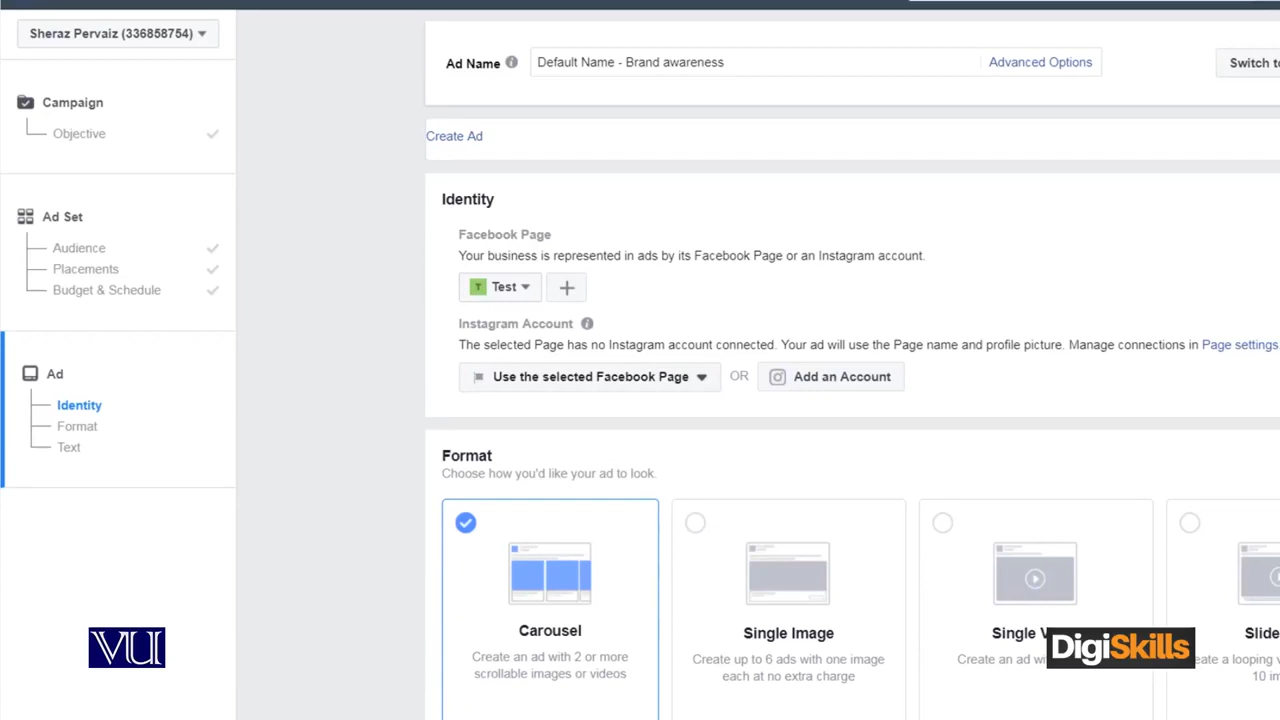 Sheraz Pervaiz (336858754)
Campaign
Objective
Ad Set
Audience
Placements
Budget & Schedule
Ad
Identity
Format
Text
Ad Name
Default Name - Brand awareness
Advanced Options
Switch to
Create Ad
Identity
Facebook Page
Your business is represented in ads by its Facebook Page or an Instagram account.
T Test
Instagram Account
The selected Page has no Instagram account connected. Your ad will use the Page name and profile picture. Manage connections in Page settings
Use the selected Facebook Page
OR
Add an Account
Format
Choose how you'd like your ad to look.
Carousel
Create an ad with 2 or more
scrollable images or videos
Single Image
Create up to 6 ads with one image
each at no extra charge
Single
Create an ad
Slide
a looping
10
VU
DigiSkills